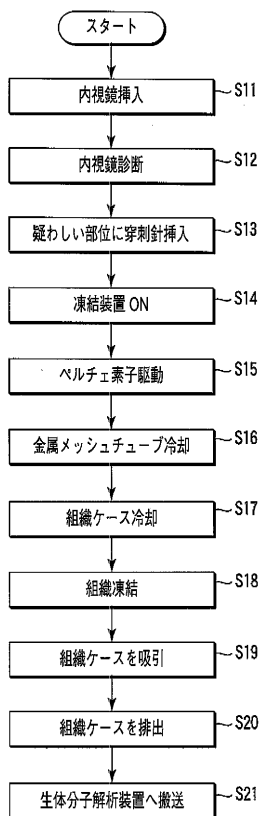 スタート
内視鏡挿入 S11
内視鏡診断 S12
疑わしい部位に穿刺針挿入 S13
凍結装置 ON S14
ペルチェ素子駆動 S15
金属メッシュチューブ冷却 S16
組織ケース冷却 S17
組織凍結 S18
組織ケースを吸引 S19
組織ケースを排出 S20
生体分子解析装置へ搬送 S21